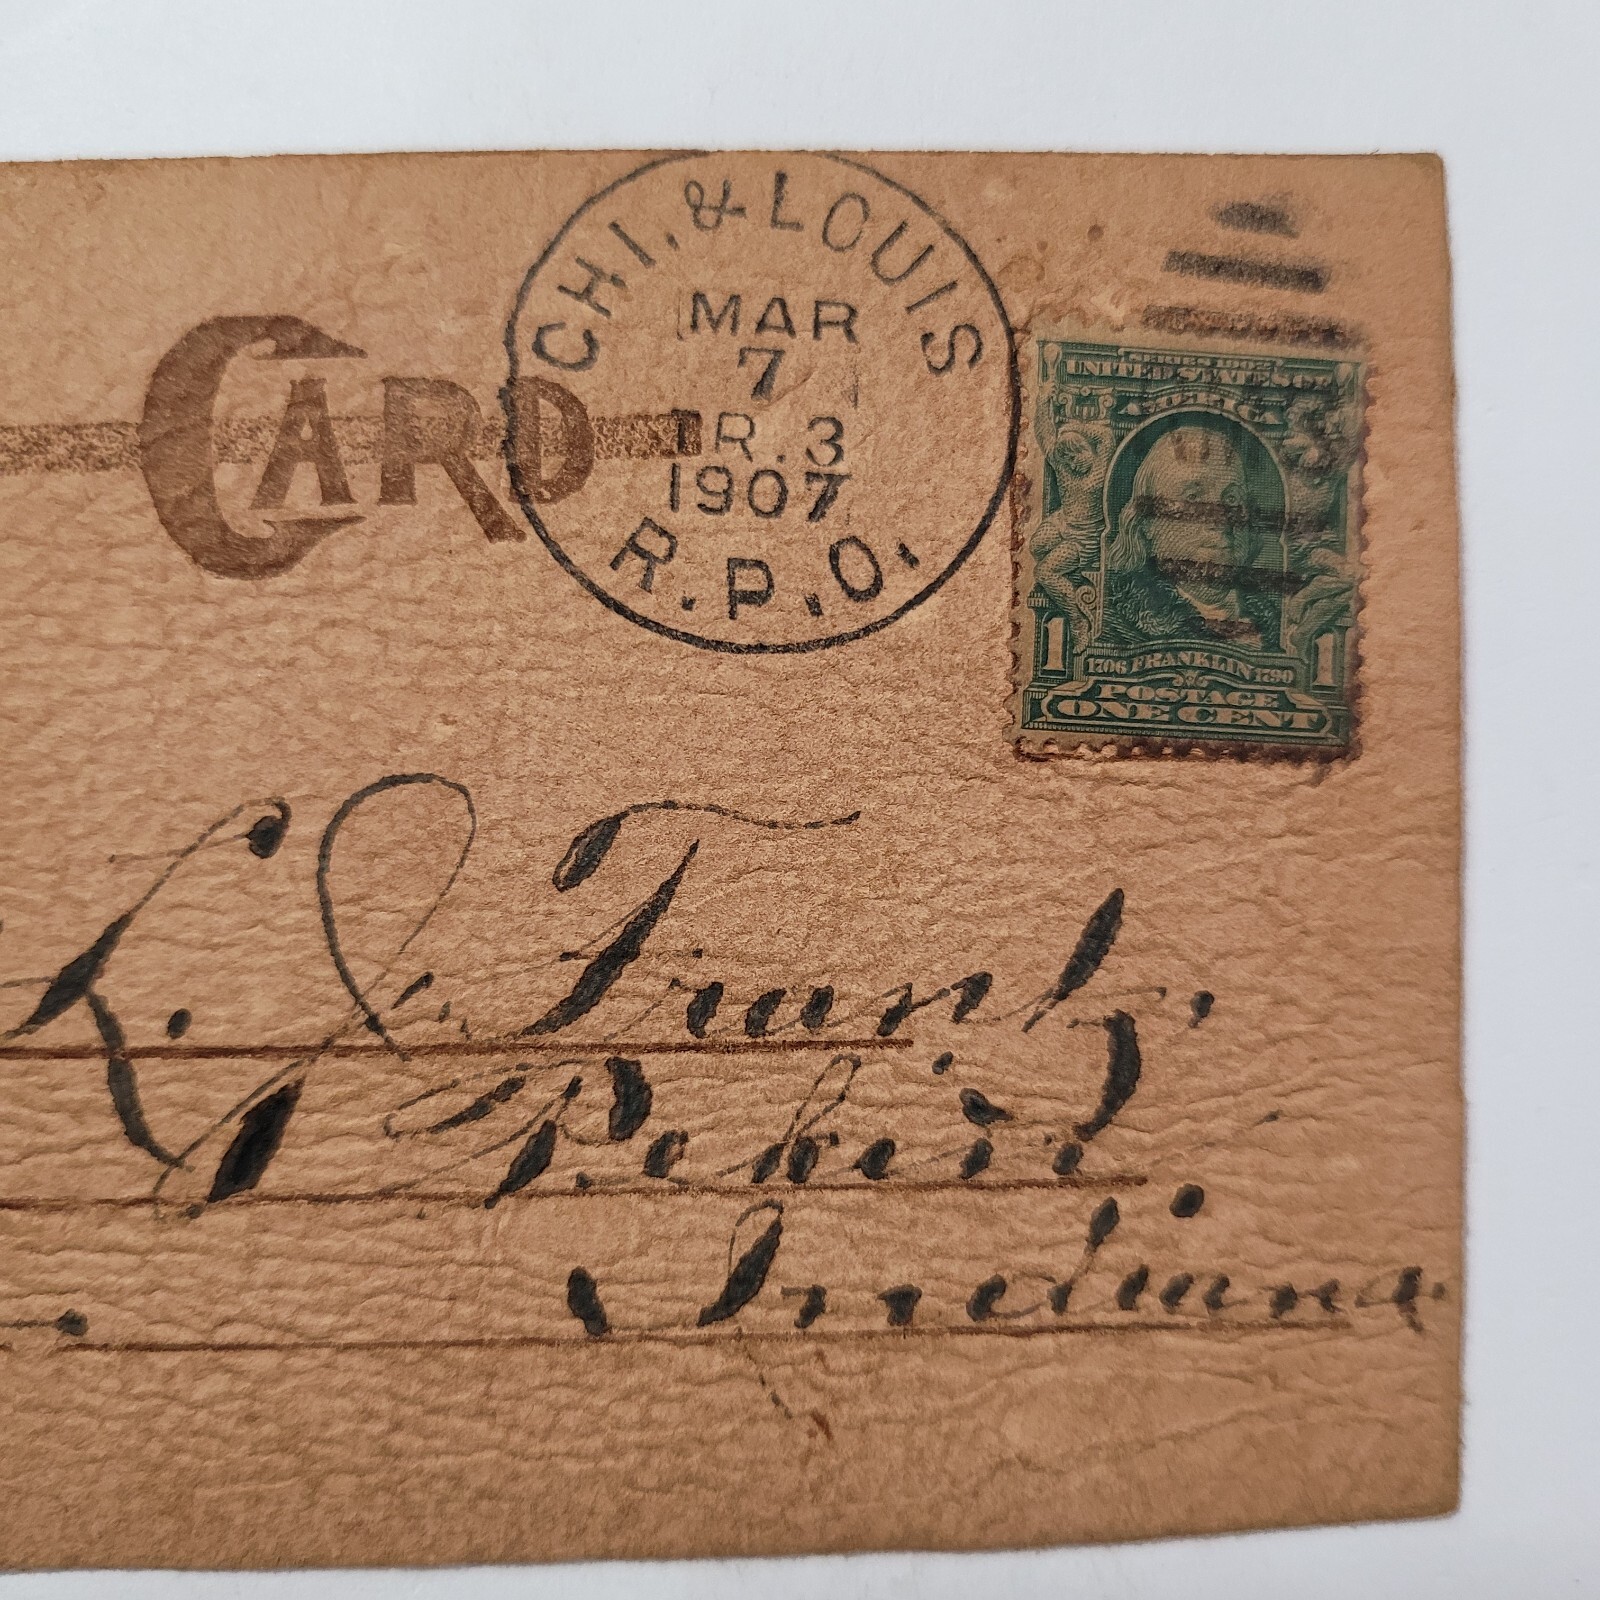 CARD
CHI. & LOUIS
MAR
7
TR. 3
1907
R.P.O.
SERIES 1902
UNITED STATES OF
AMERICA
1 1706 FRANKLIN 1790 1
POSTAGE
ONE CENT
K. Frantz.
Pekin
Indiana